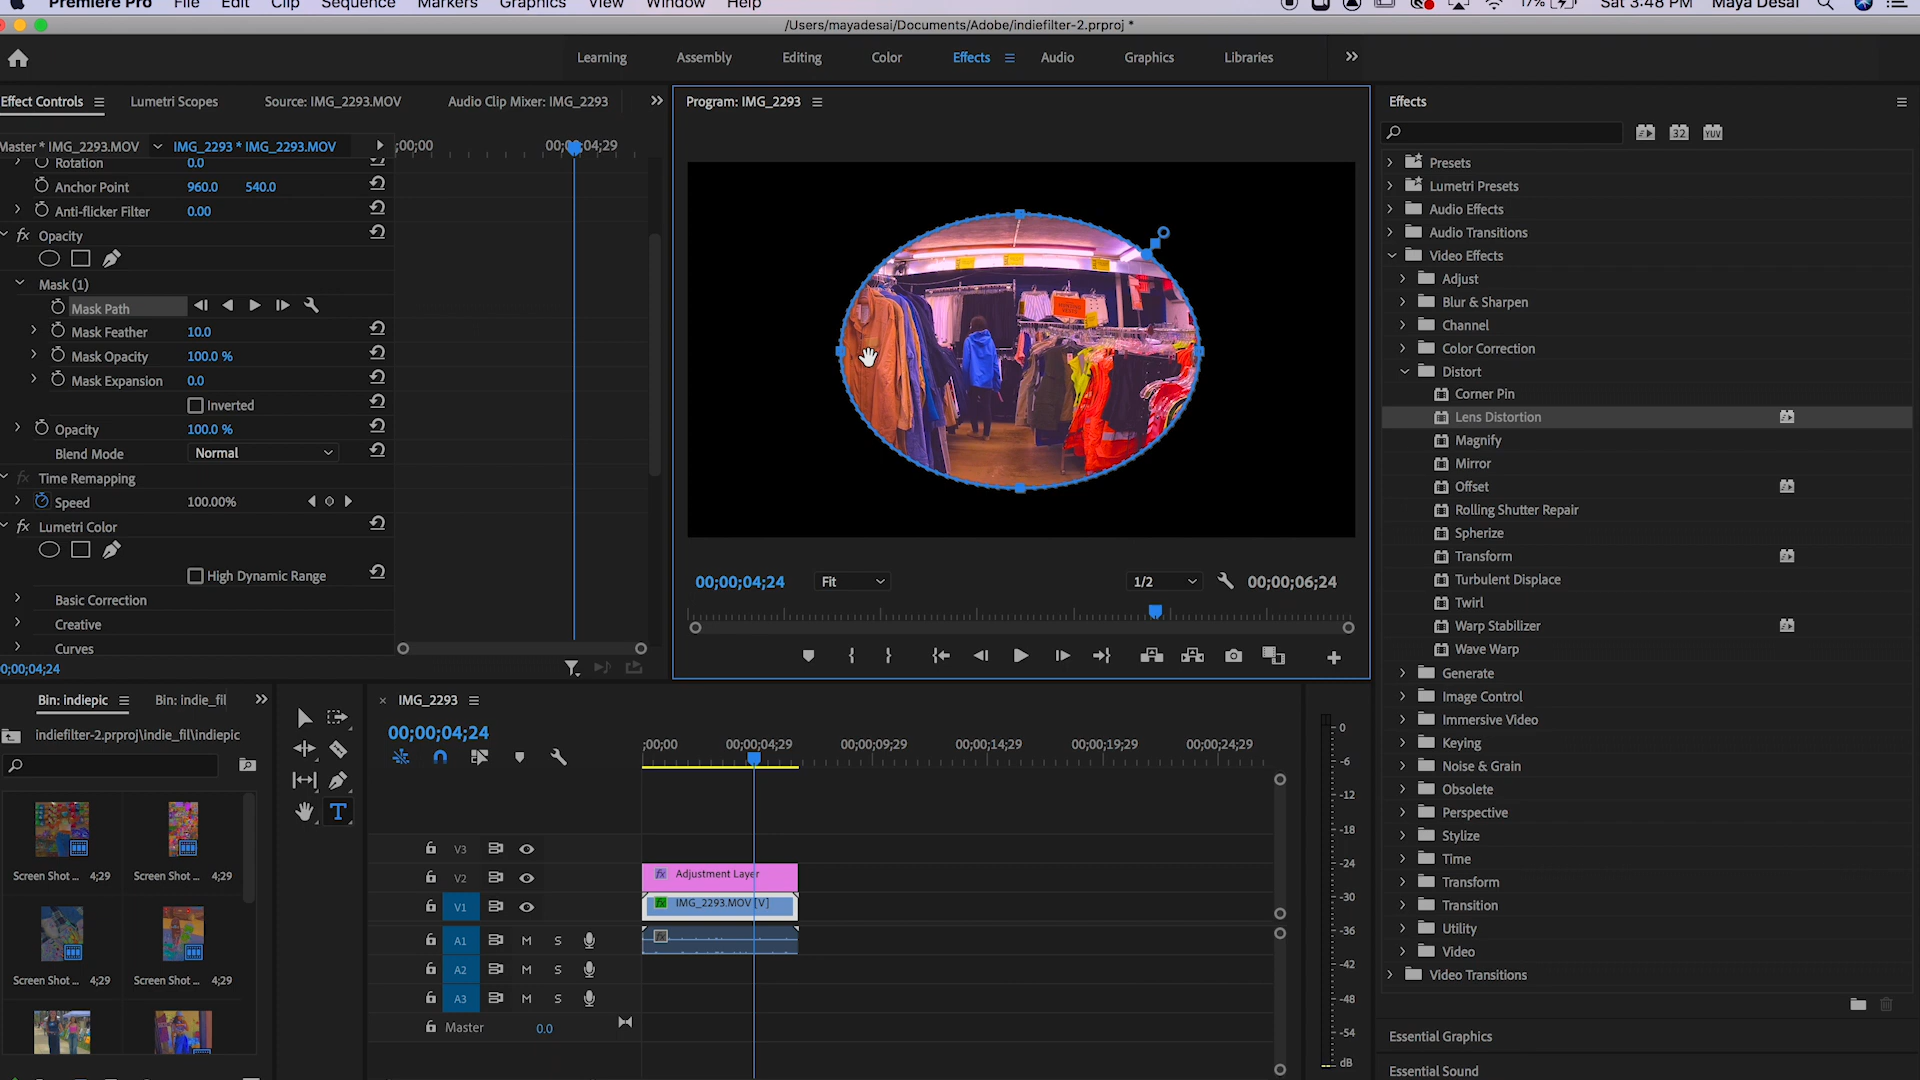 Premiere Pro File Edit Clip Sequence Markers Graphics View Window Help 17% Sat 3:48 PM Maya Desai
/Users/mayadesai/Documents/Adobe/indiefilter-2.prproj *
Learning Assembly Editing Color Effects Audio Graphics Libraries
Effect Controls Lumetri Scopes Source: IMG_2293.MOV Audio Clip Mixer: IMG_2293
Master * IMG_2293.MOV IMG_2293 * IMG_2293.MOV ;00;00 00;00;04;29
Rotation 0.0
Anchor Point 960.0 540.0
Anti-flicker Filter 0.00
fx Opacity
Mask (1)
Mask Path
Mask Feather 10.0
Mask Opacity 100.0 %
Mask Expansion 0.0
Inverted
Opacity 100.0 %
Blend Mode Normal
fx Time Remapping
Speed 100.00%
fx Lumetri Color
High Dynamic Range
Basic Correction
Creative
Curves
0;00;04;24
Program: IMG_2293
00;00;04;24 Fit 1/2 00;00;06;24
Effects
32 YUV
Presets
Lumetri Presets
Audio Effects
Audio Transitions
Video Effects
Adjust
Blur & Sharpen
Channel
Color Correction
Distort
Corner Pin
Lens Distortion
Magnify
Mirror
Offset
Rolling Shutter Repair
Spherize
Transform
Turbulent Displace
Twirl
Warp Stabilizer
Wave Warp
Generate
Image Control
Immersive Video
Keying
Noise & Grain
Obsolete
Perspective
Stylize
Time
Transform
Transition
Utility
Video
Video Transitions
Essential Graphics
Essential Sound
Bin: indiepic Bin: indie_fil
indiefilter-2.prproj\indie_fil\indiepic
Screen Shot ... 4;29 Screen Shot ... 4;29
Screen Shot ... 4;29 Screen Shot ... 4;29
T
× IMG_2293
00;00;04;24
;00;00 00;00;04;29 00;00;09;29 00;00;14;29 00;00;19;29 00;00;24;29
V3
V2 fx Adjustment Layer
V1 fx IMG_2293.MOV [V]
A1 M S fx
A2 M S
A3 M S
Master 0.0
0
-6
-12
-18
-24
-30
-36
-42
-48
-54
dB